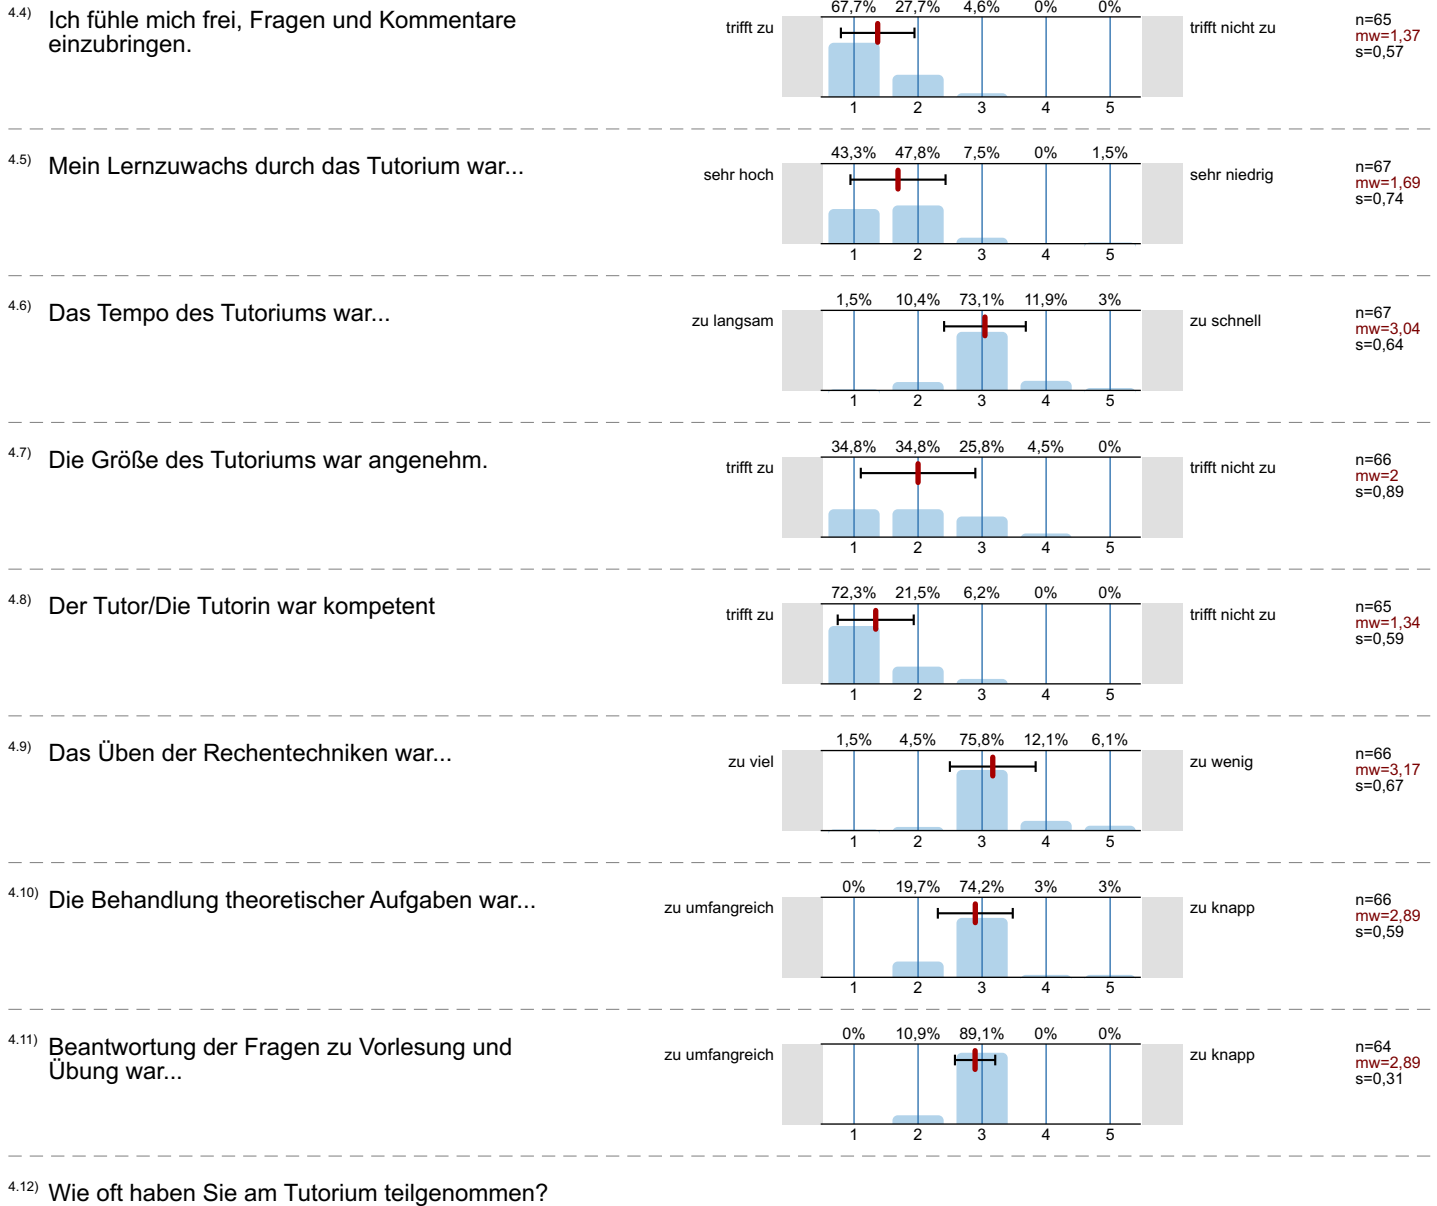 4.4) Ich fühle mich frei, Fragen und Kommentare
einzubringen.
67,7% 27,7% 4,6% 0% 0%
trifft zu
trifft nicht zu
n=65
mw=1,37
s=0,57
1 2 3 4 5
4.5) Mein Lernzuwachs durch das Tutorium war...
43,3% 47,8% 7,5% 0% 1,5%
sehr hoch
sehr niedrig
n=67
mw=1,69
s=0,74
1 2 3 4 5
4.6) Das Tempo des Tutoriums war...
1,5% 10,4% 73,1% 11,9% 3%
zu langsam
zu schnell
n=67
mw=3,04
s=0,64
1 2 3 4 5
4.7) Die Größe des Tutoriums war angenehm.
34,8% 34,8% 25,8% 4,5% 0%
trifft zu
trifft nicht zu
n=66
mw=2
s=0,89
1 2 3 4 5
4.8) Der Tutor/Die Tutorin war kompetent
72,3% 21,5% 6,2% 0% 0%
trifft zu
trifft nicht zu
n=65
mw=1,34
s=0,59
1 2 3 4 5
4.9) Das Üben der Rechentechniken war...
1,5% 4,5% 75,8% 12,1% 6,1%
zu viel
zu wenig
n=66
mw=3,17
s=0,67
1 2 3 4 5
4.10) Die Behandlung theoretischer Aufgaben war...
0% 19,7% 74,2% 3% 3%
zu umfangreich
zu knapp
n=66
mw=2,89
s=0,59
1 2 3 4 5
4.11) Beantwortung der Fragen zu Vorlesung und
Übung war...
0% 10,9% 89,1% 0% 0%
zu umfangreich
zu knapp
n=64
mw=2,89
s=0,31
1 2 3 4 5
4.12) Wie oft haben Sie am Tutorium teilgenommen?